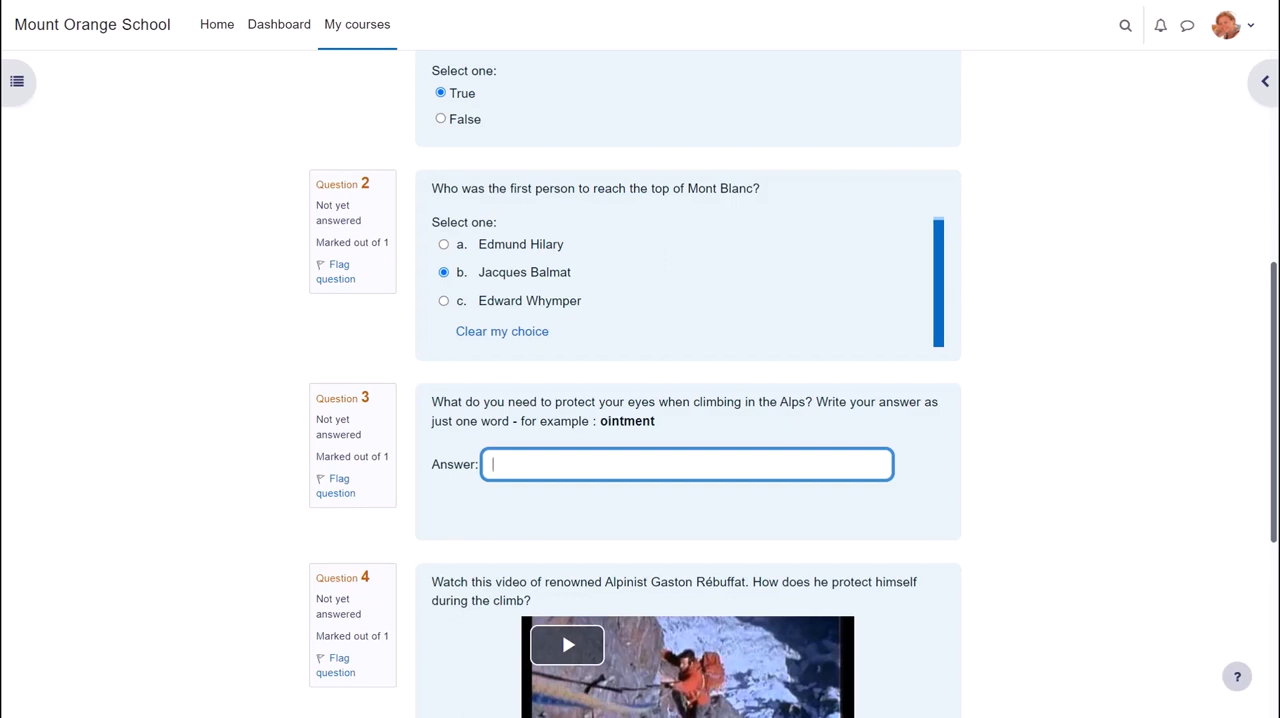 Mount Orange School Home Dashboard My courses
Select one:
True
False
Question 2
Not yet
answered
Marked out of 1
Flag
question
Who was the first person to reach the top of Mont Blanc?
Select one:
a. Edmund Hilary
b. Jacques Balmat
c. Edward Whymper
Clear my choice
Question 3
Not yet
answered
Marked out of 1
Flag
question
What do you need to protect your eyes when climbing in the Alps? Write your answer as
just one word - for example : ointment
Answer:
Question 4
Not yet
answered
Marked out of 1
Flag
question
Watch this video of renowned Alpinist Gaston Rébuffat. How does he protect himself
during the climb?
?